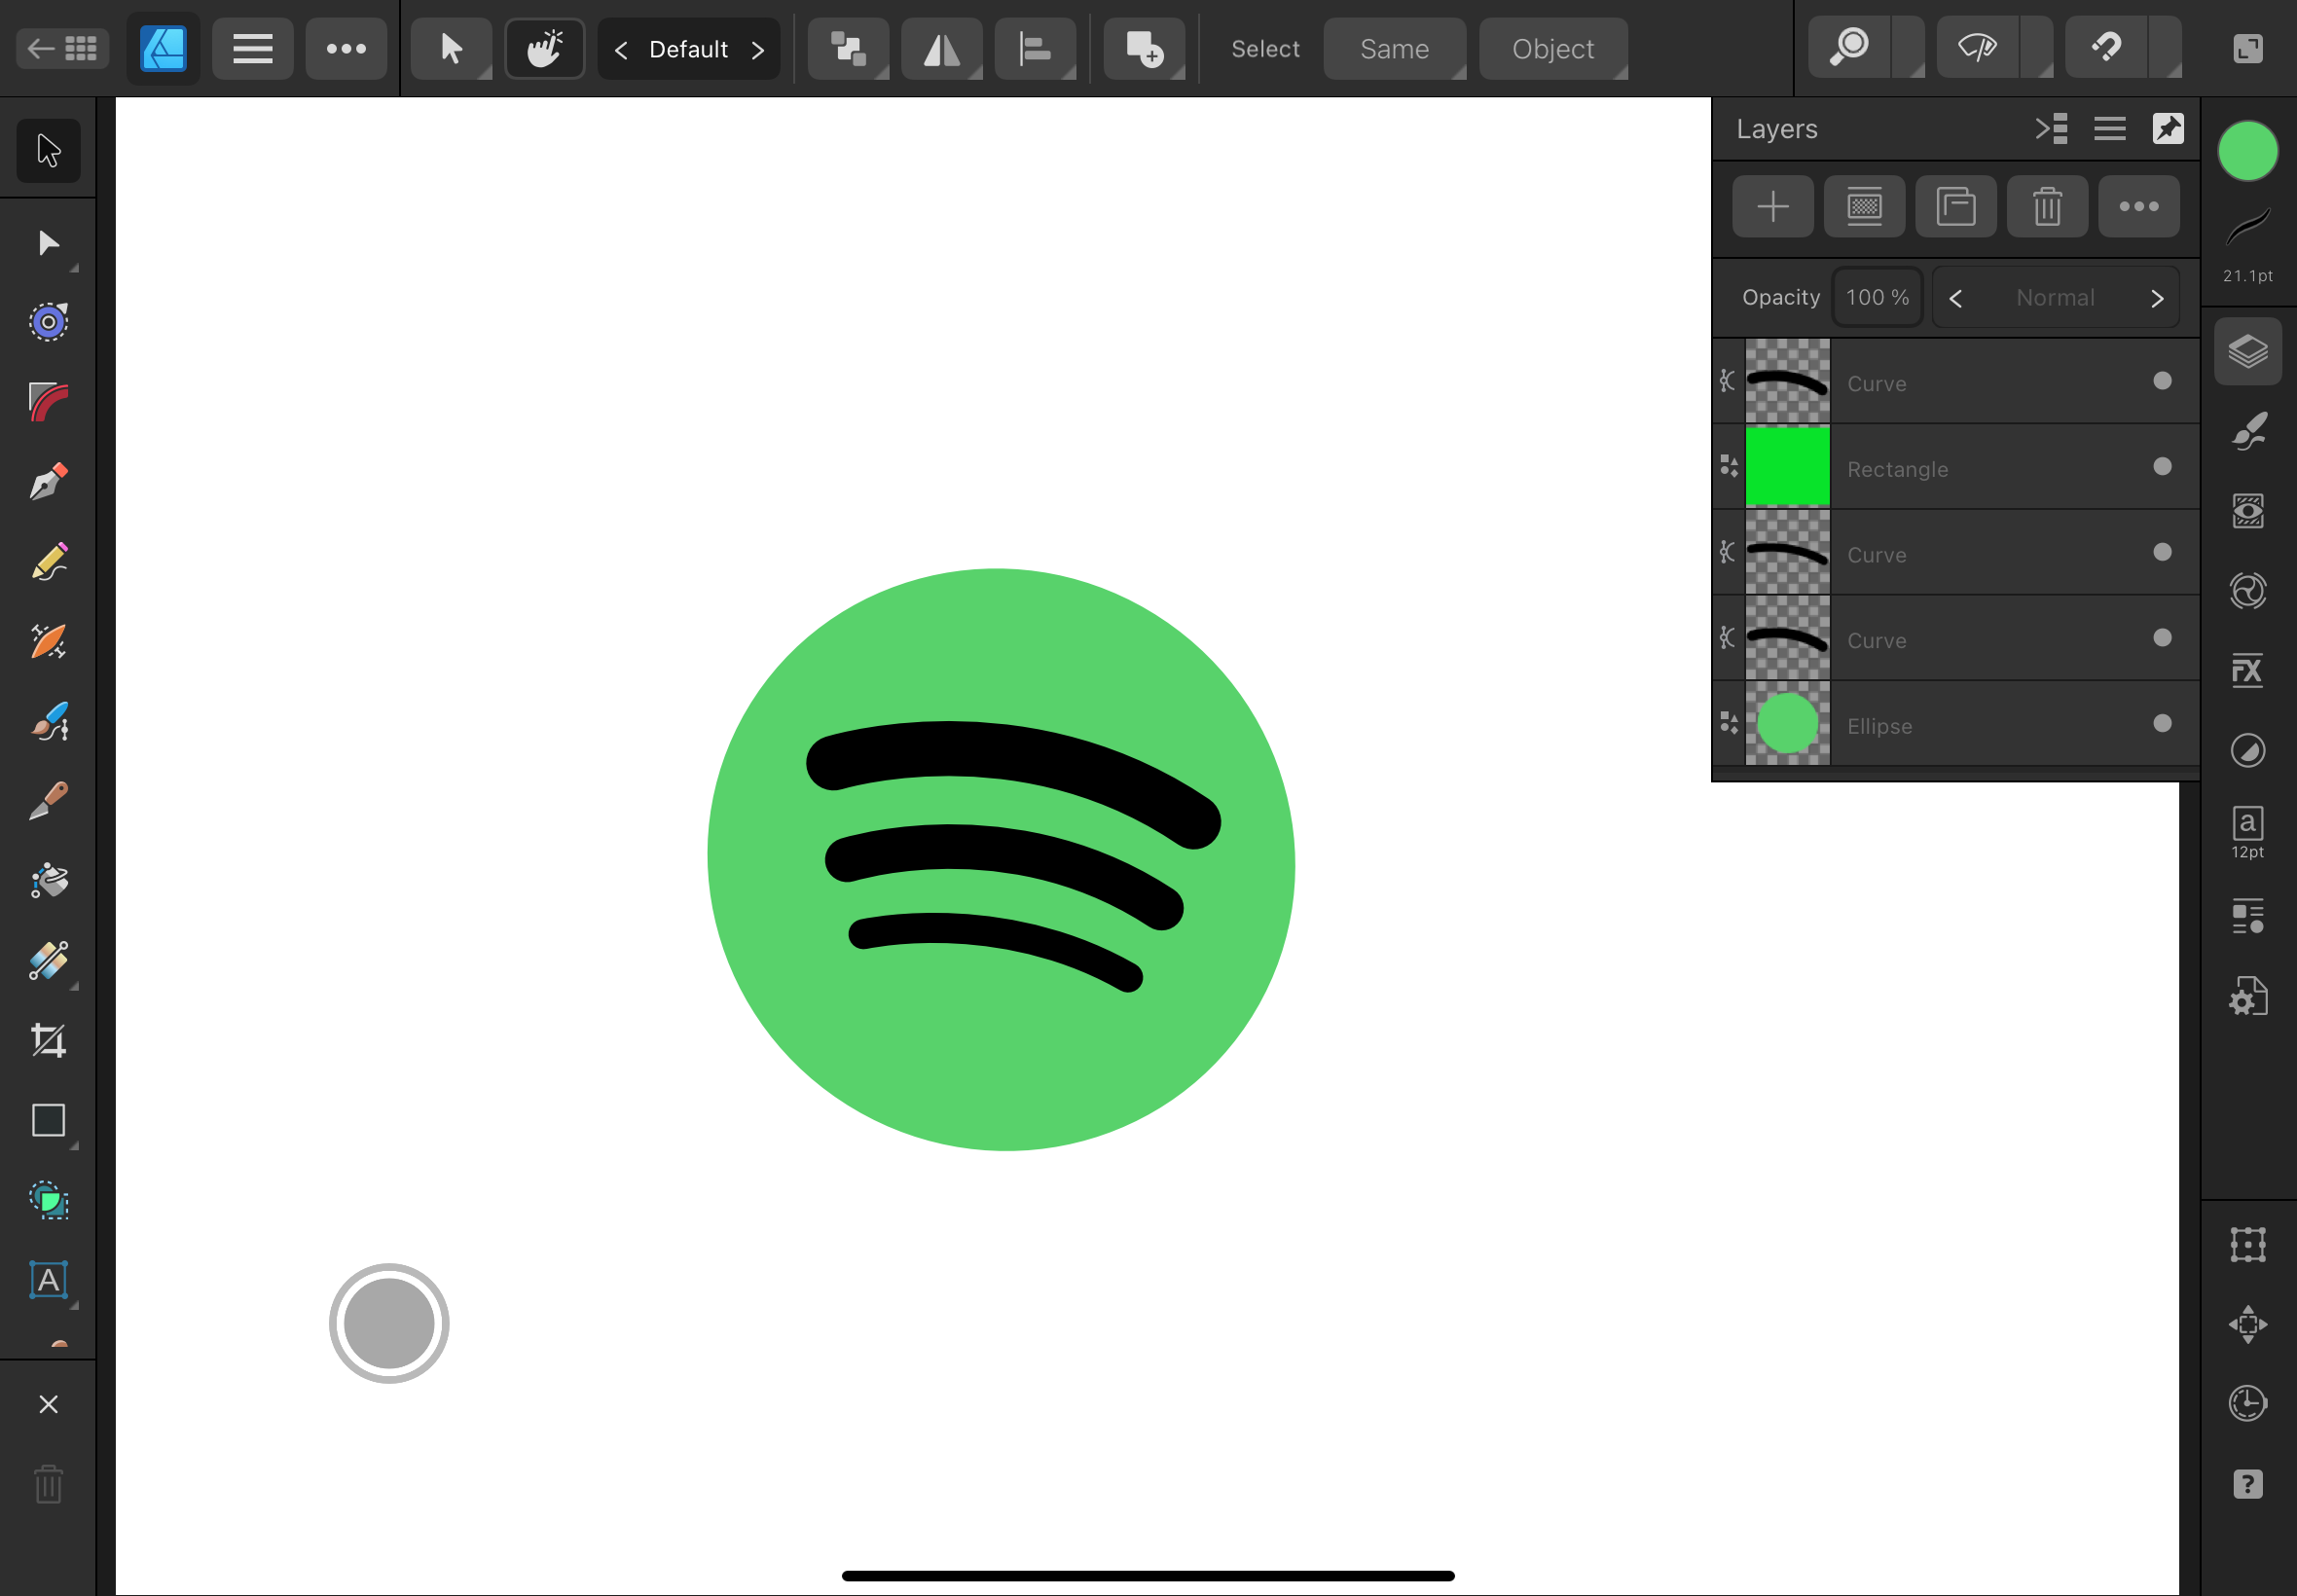 Default
Select
Same
Object
Layers
21.1pt
Opacity
100 %
Normal
Curve
Rectangle
Curve
Curve
Ellipse
FX
a
12pt
A
?